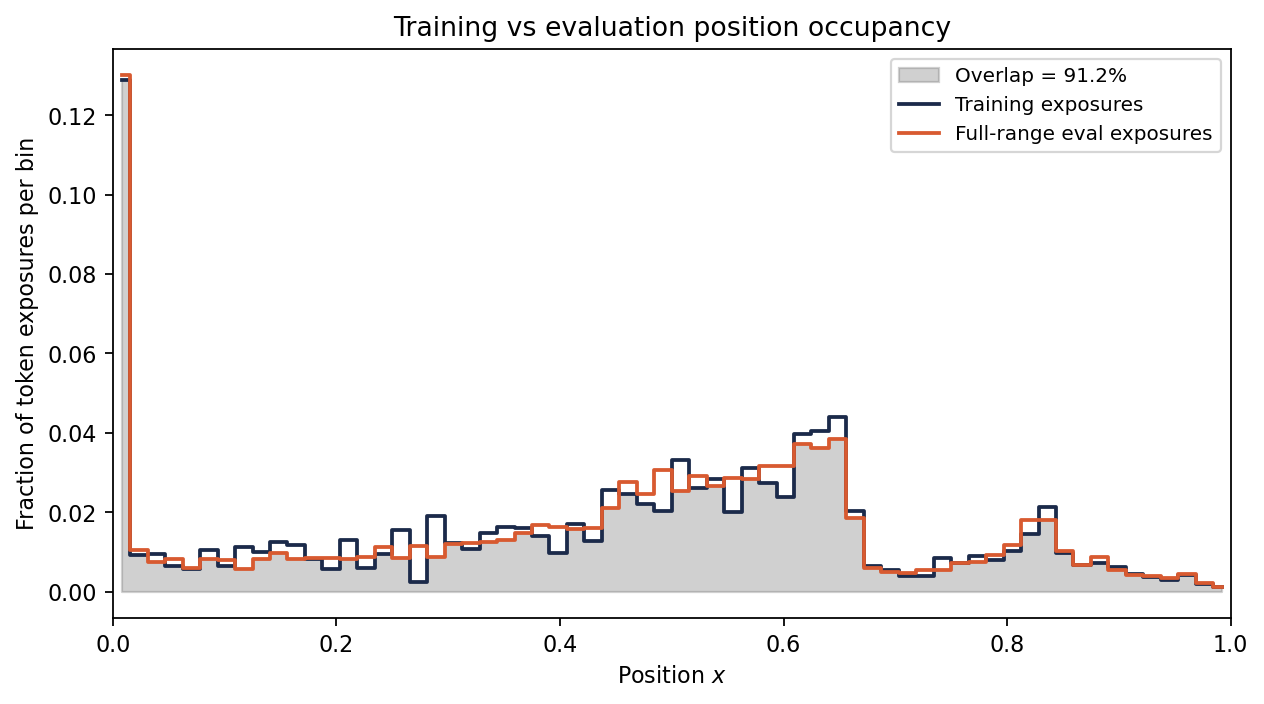 Training vs evaluation position occupancy
Overlap = 91.2%
Training exposures
Full-range eval exposures
Fraction of token exposures per bin
0.12
0.10
0.08
0.06
0.04
0.02
0.00
0.0 0.2 0.4 0.6 0.8 1.0
Position x